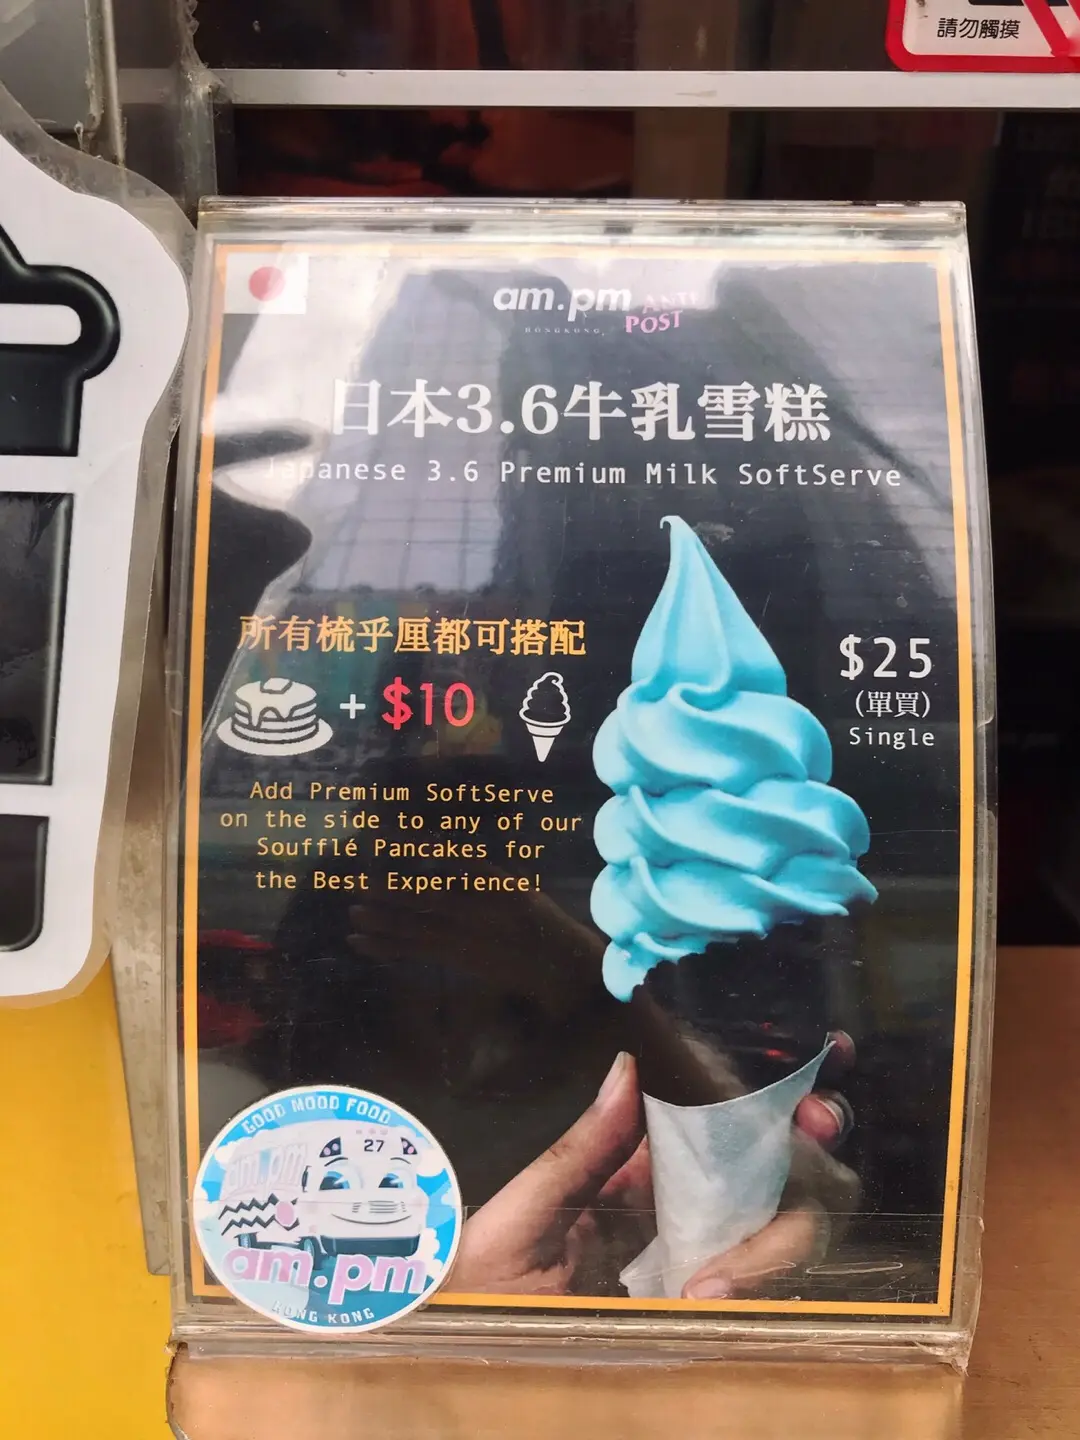 請勿觸摸
am.pm ANTI
HONGKONG POST
日本3.6牛乳雪糕
Japanese 3.6 Premium Milk SoftServe
所有梳乎厘都可搭配
+ $10
Add Premium SoftServe
on the side to any of our
Soufflé Pancakes for
the Best Experience!
$25
(單買)
Single
GOOD MOOD FOOD
27
am.pm
am.pm
HONG KONG